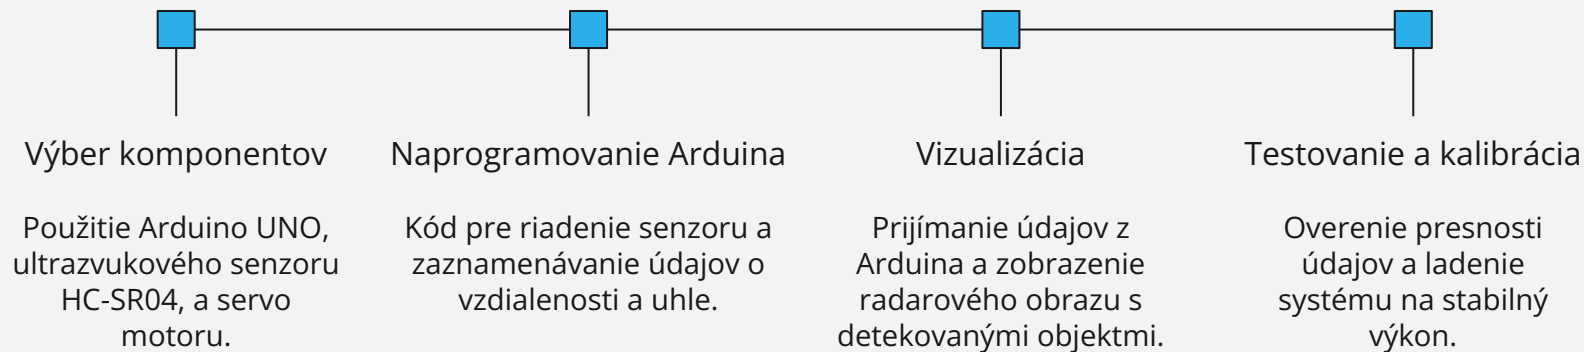 Výber komponentov
Použitie Arduino UNO,
ultrazvukového senzoru
HC-SR04, a servo
motoru.
Naprogramovanie Arduina
Kód pre riadenie senzoru a
zaznamenávanie údajov o
vzdialenosti a uhle.
Vizualizácia
Prijímanie údajov z
Arduina a zobrazenie
radarového obrazu s
detekovanými objektmi.
Testovanie a kalibrácia
Overenie presnosti
údajov a ladenie
systému na stabilný
výkon.